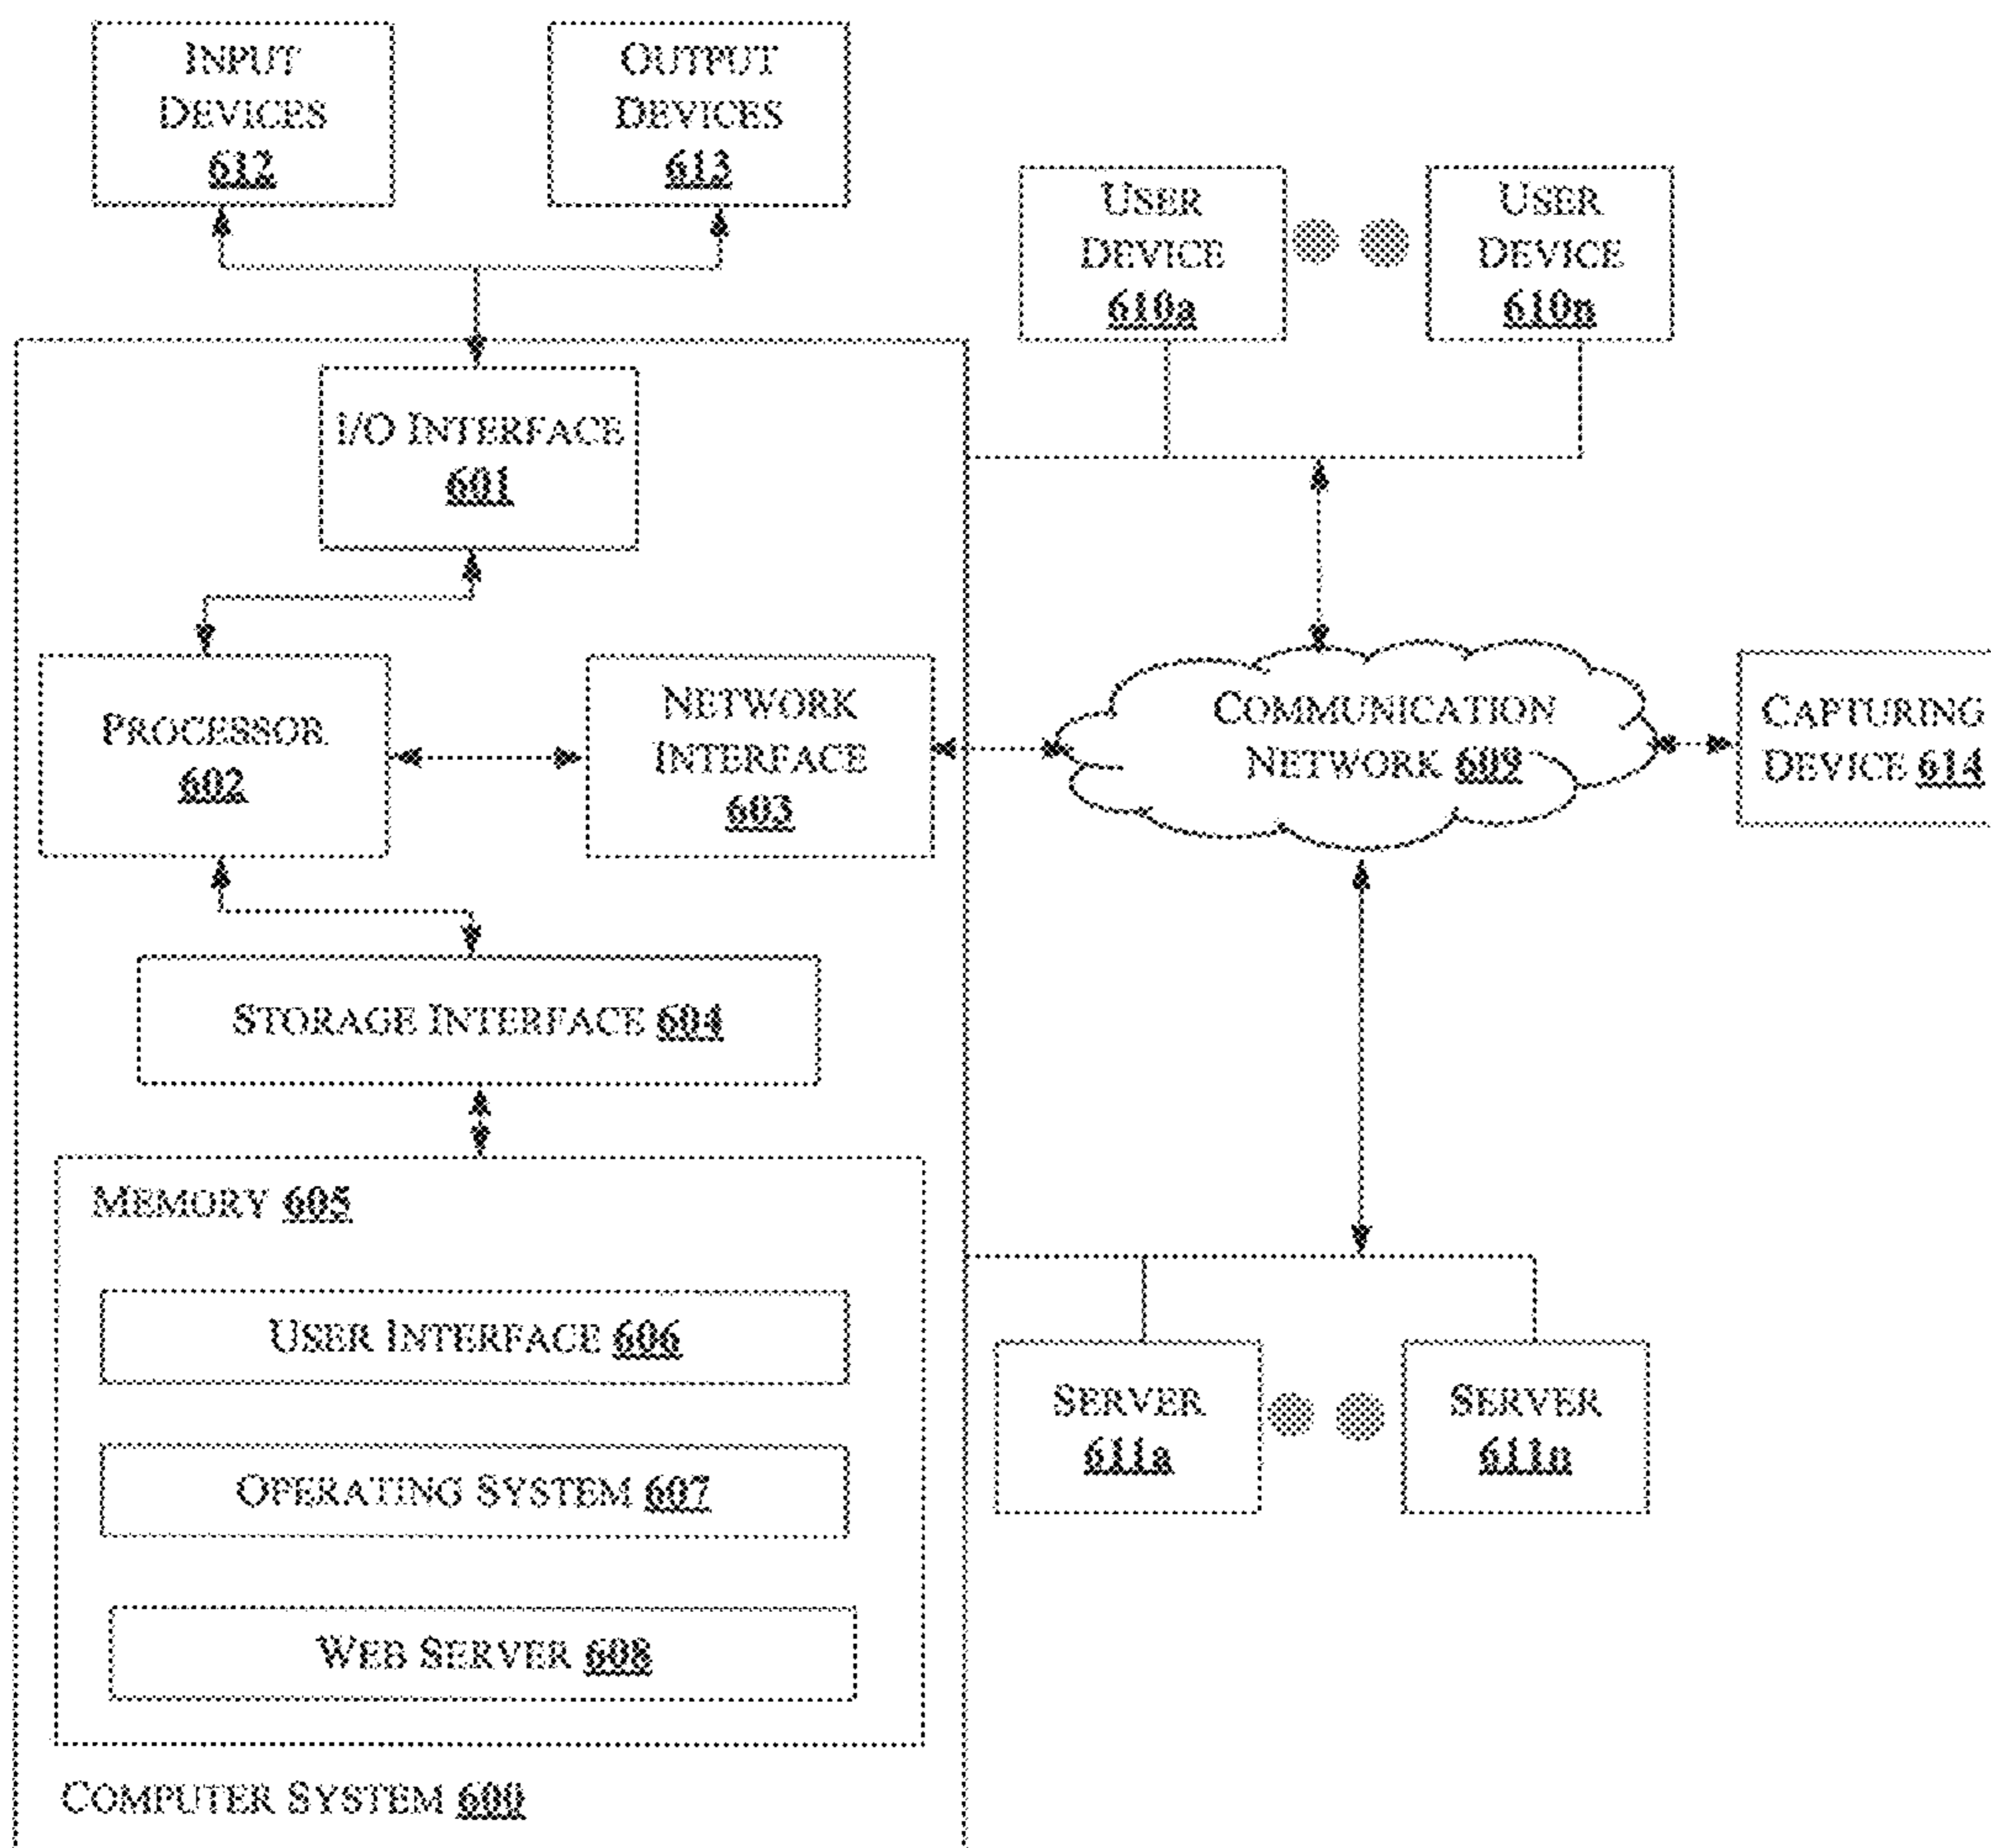 INPUT
DEVICES
612
OUTPUT
DEVICES
613
USER
DEVICE
610a
USER
DEVICE
610n
I/O INTERFACE
601
PROCESSOR
602
NETWORK
INTERFACE
603
COMMUNICATION
NETWORK 609
CAPTURING
DEVICE 614
STORAGE INTERFACE 604
MEMORY 605
USER INTERFACE 606
OPERATING SYSTEM 607
WEB SERVER 608
SERVER
611a
SERVER
611n
COMPUTER SYSTEM 600